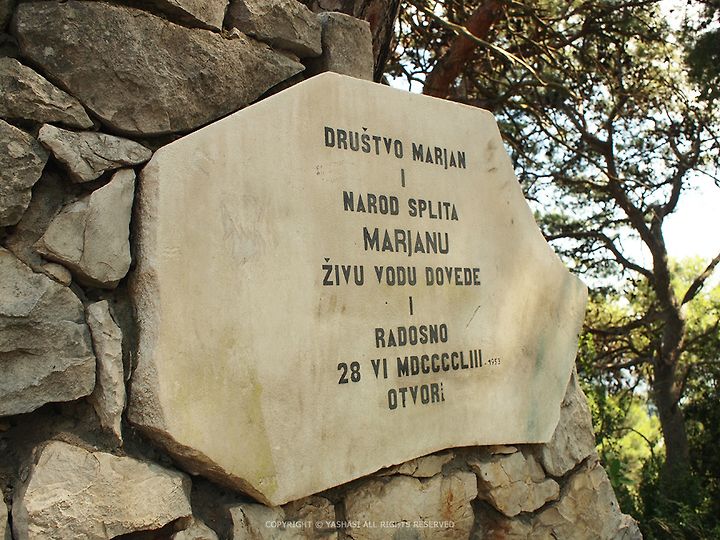 DRUŠTVO MARJAN
I
NAROD SPLITA
MARJANU
ŽIVU VODU DOVEDE
I
RADOSNO
28 VI MDCCCCLIII-1953
OTVORI
COPYRIGHT © YASHASI ALL RIGHTS RESERVED